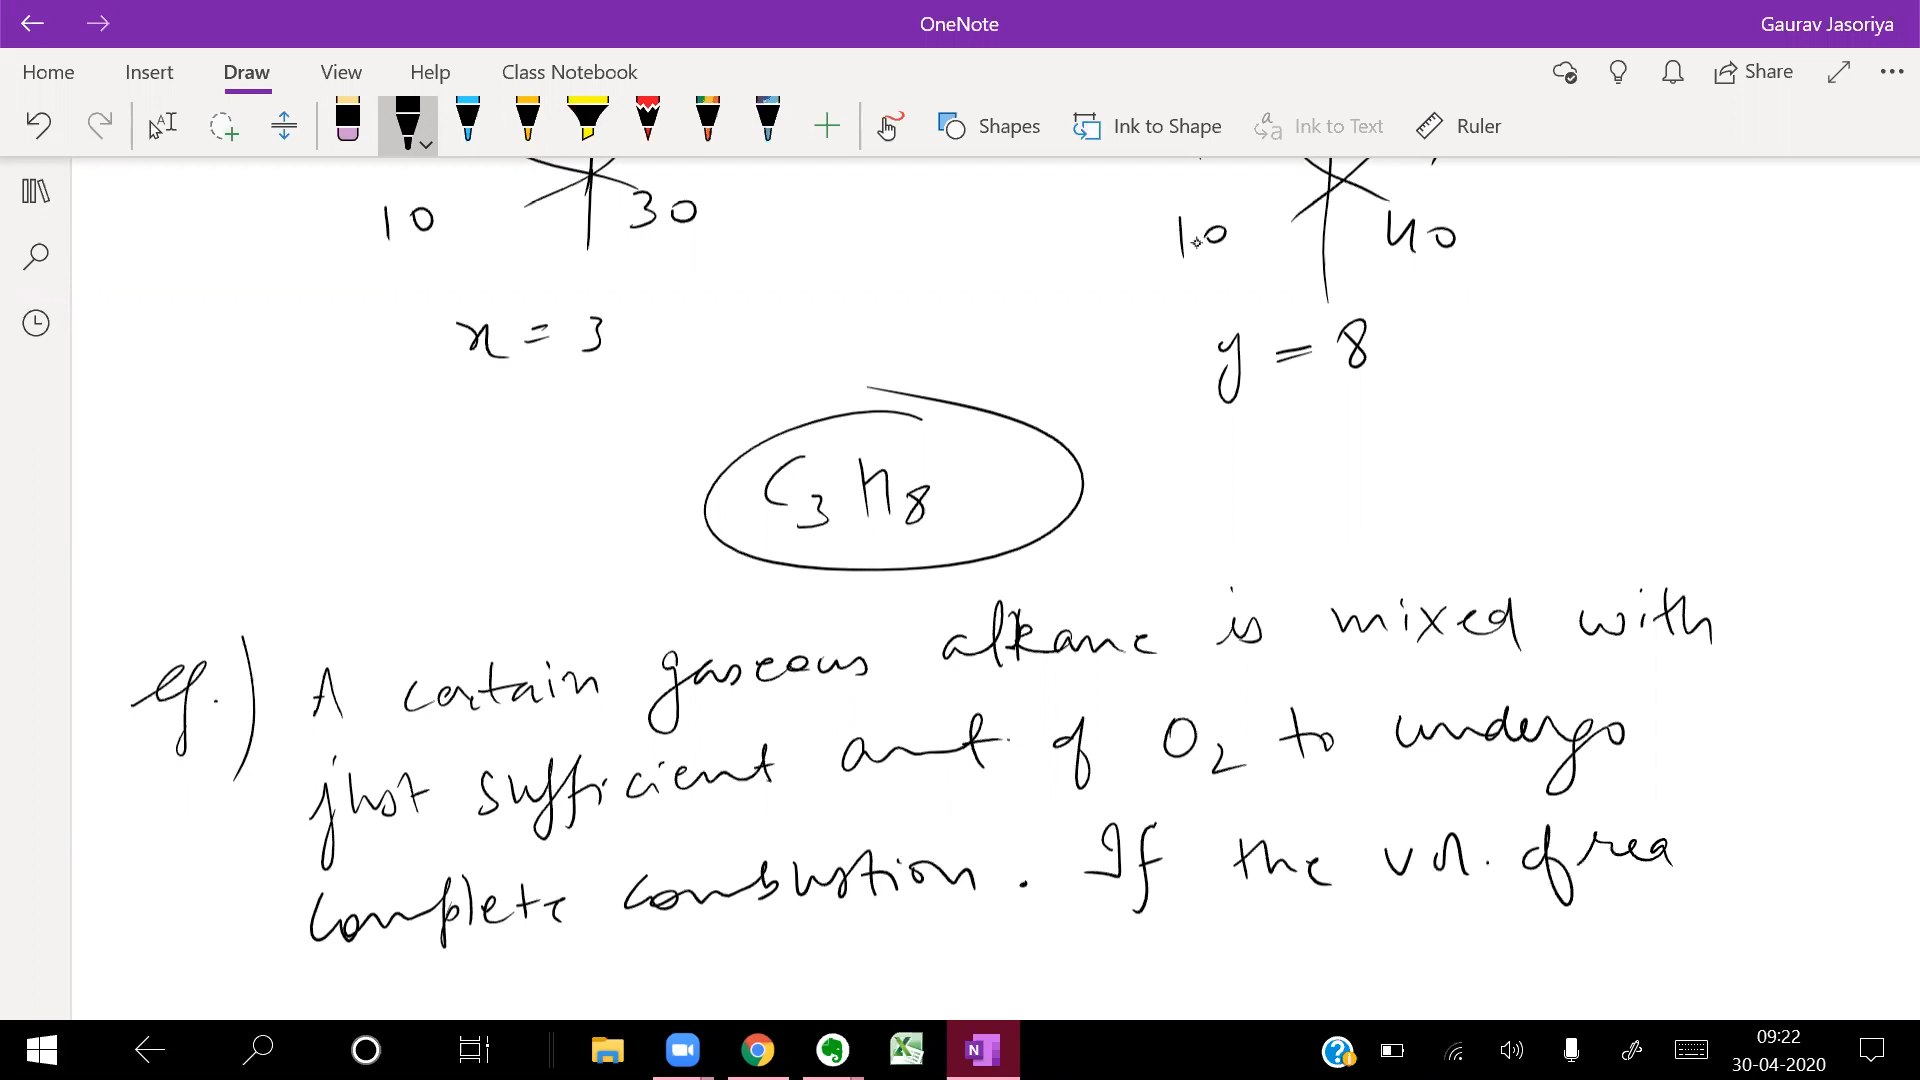 OneNote
Gaurav Jasoriya
Home Insert Draw View Help Class Notebook
Share
Shapes Ink to Shape Ink to Text Ruler
10 30
10 40
x = 3
y = 8
C3H8
eg.) A certain gaseous alkane is mixed with
just sufficient amt. of O2 to undergo
complete combustion. If the vol. of rea
09:22
30-04-2020